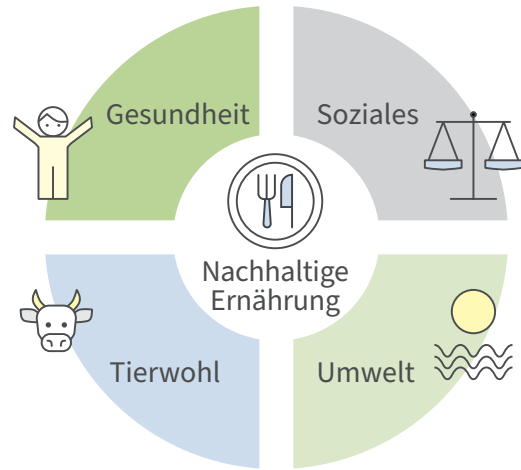 Gesundheit
Soziales
Nachhaltige
Ernährung
Tierwohl
Umwelt